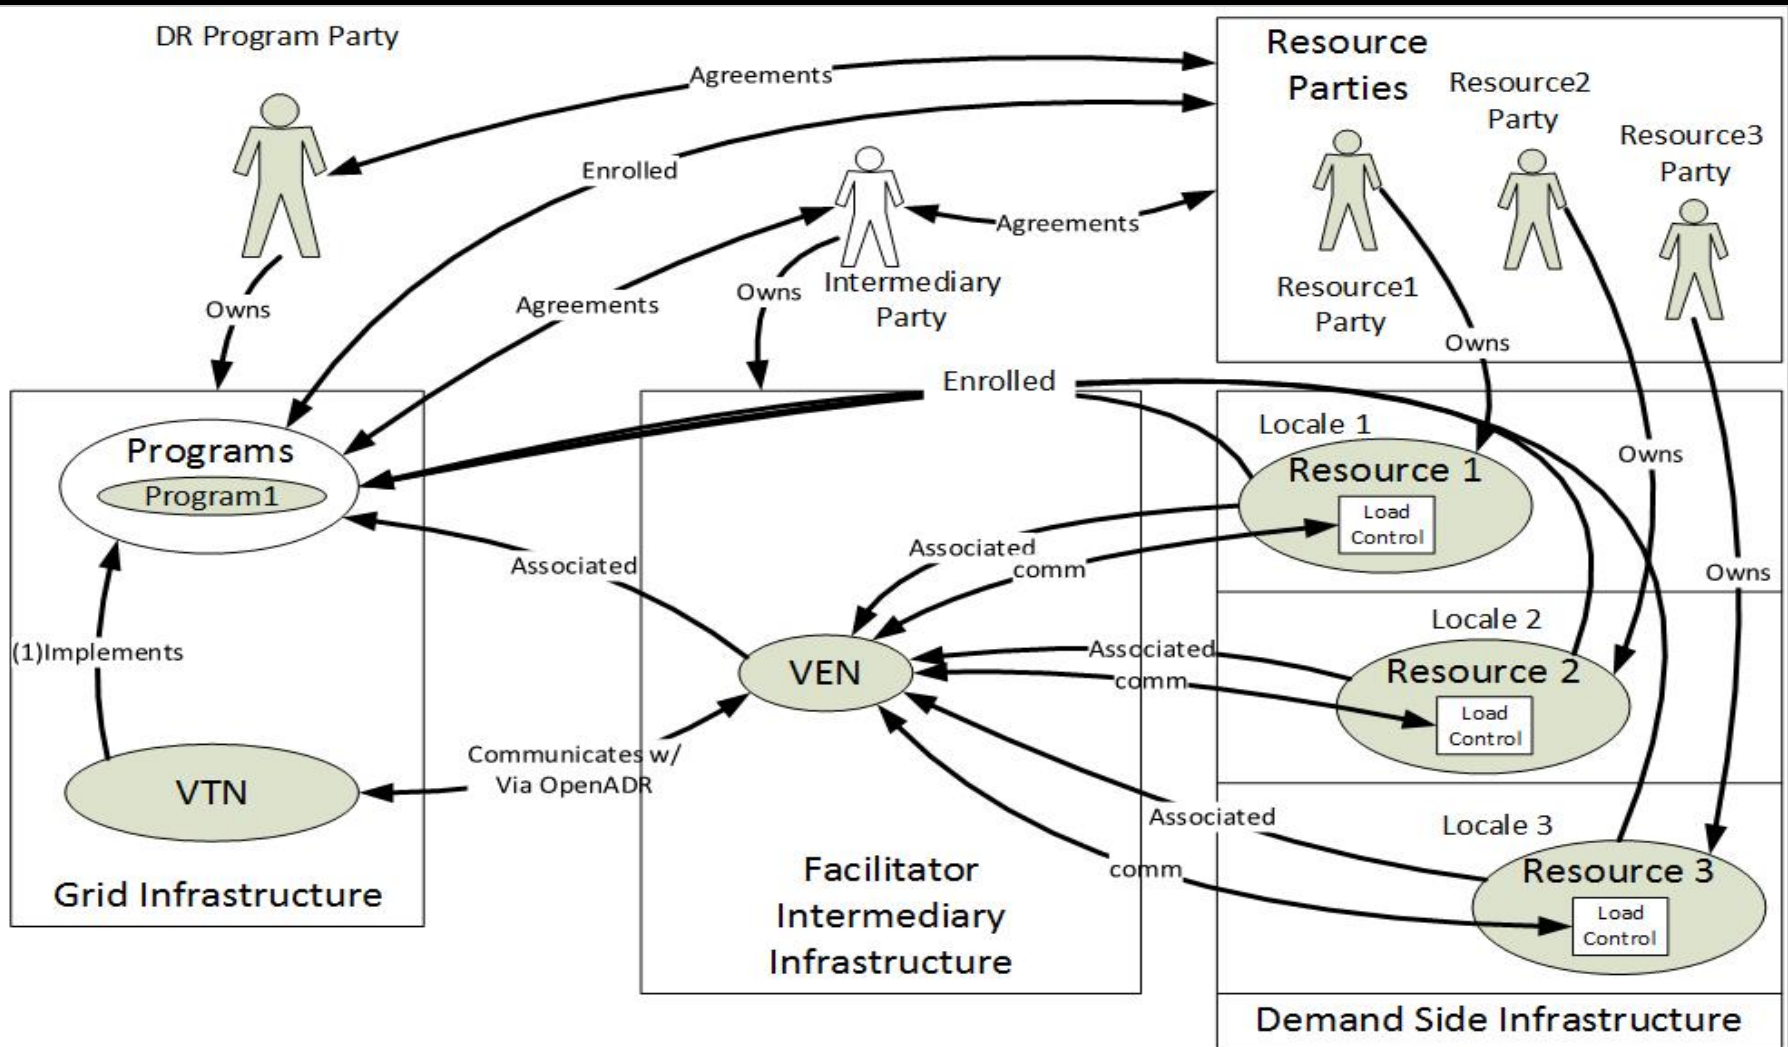 DR Program Party
Agreements
Enrolled
Agreements
Owns
Intermediary
Party
Agreements
Owns
Resource
Parties
Resource2
Party
Resource3
Party
Resource1
Party
Owns
Owns
Owns
Enrolled
Programs
Program1
(1)Implements
VTN
Grid Infrastructure
Associated
Communicates w/
Via OpenADR
VEN
Facilitator
Intermediary
Infrastructure
Associated
comm
Associated
comm
Associated
comm
Locale 1
Resource 1
Load
Control
Locale 2
Resource 2
Load
Control
Locale 3
Resource 3
Load
Control
Demand Side Infrastructure